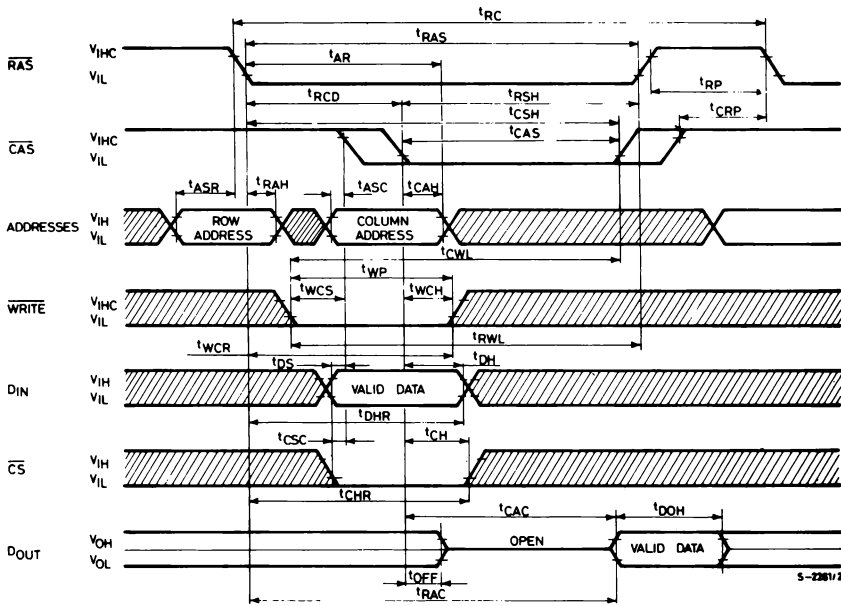 tRC
tRAS
tAR
RAS VIHC
VIL
tRP
tRCD tRSH
tCRP
tCSH
tCAS
CAS VIHC
VIL
tASR tRAH tASC tCAH
ADDRESSES VIH
VIL
ROW ADDRESS
COLUMN ADDRESS
tCWL
tWP
tWCS tWCH
WRITE VIHC
VIL
tRWL
tWCR
tDS tDH
DIN VIH
VIL
VALID DATA
tDHR
tCSC tCH
CS VIH
VIL
tCHR
tCAC tDOH
DOUT VOH
VOL
OPEN
VALID DATA
tOFF
tRAC
S-2261/2